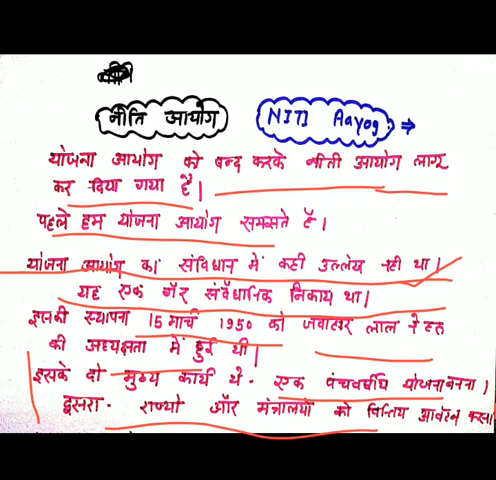 नीति आयोग
NITI Aayog :⇒
योजना आयोग को बन्द करके नीती आयोग लागू
कर दिया गया है।
पहले हम योजना आयोग समझते हैं।
योजना आयोग का संविधान में कही उल्लेख नही था।
यह एक गैर संवैधानिक निकाय था।
इसकी स्थापना 15 मार्च 1950 को जवाहर लाल नेहरू
की अध्यक्षता में हुई थी।
इसके दो मुख्य कार्य थे. एक पंचवर्षीय योजना बनना।
दूसरा. राज्यो और मंत्रालयो को वित्तिय आवंटन करना